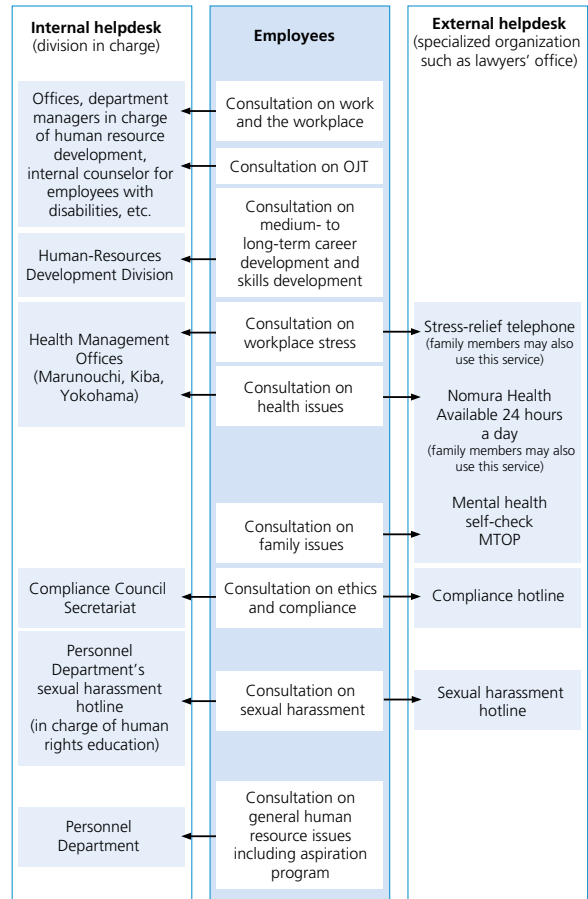 Internal helpdesk
(division in charge)
Offices, department
managers in charge
of human resource
development,
internal counselor for
employees with
disabilities, etc.
Human-Resources
Development Division
Health Management
Offices
(Marunouchi, Kiba,
Yokohama)
Compliance Council
Secretariat
Personnel
Department's
sexual harassment
hotline
(in charge of human
rights education)
Personnel
Department
Employees
Consultation on work
and the workplace
Consultation on OJT
Consultation on
medium- to
long-term career
development and
skills development
Consultation on
workplace stress
Consultation on
health issues
Consultation on
family issues
Consultation on ethics
and compliance
Consultation on
sexual harassment
Consultation on
general human
resource issues
including aspiration
program
External helpdesk
(specialized organization
such as lawyers' office)
Stress-relief telephone
(family members may also
use this service)
Nomura Health
Available 24 hours
a day
(family members may also
use this service)
Mental health
self-check
MTOP
Compliance hotline
Sexual harassment
hotline